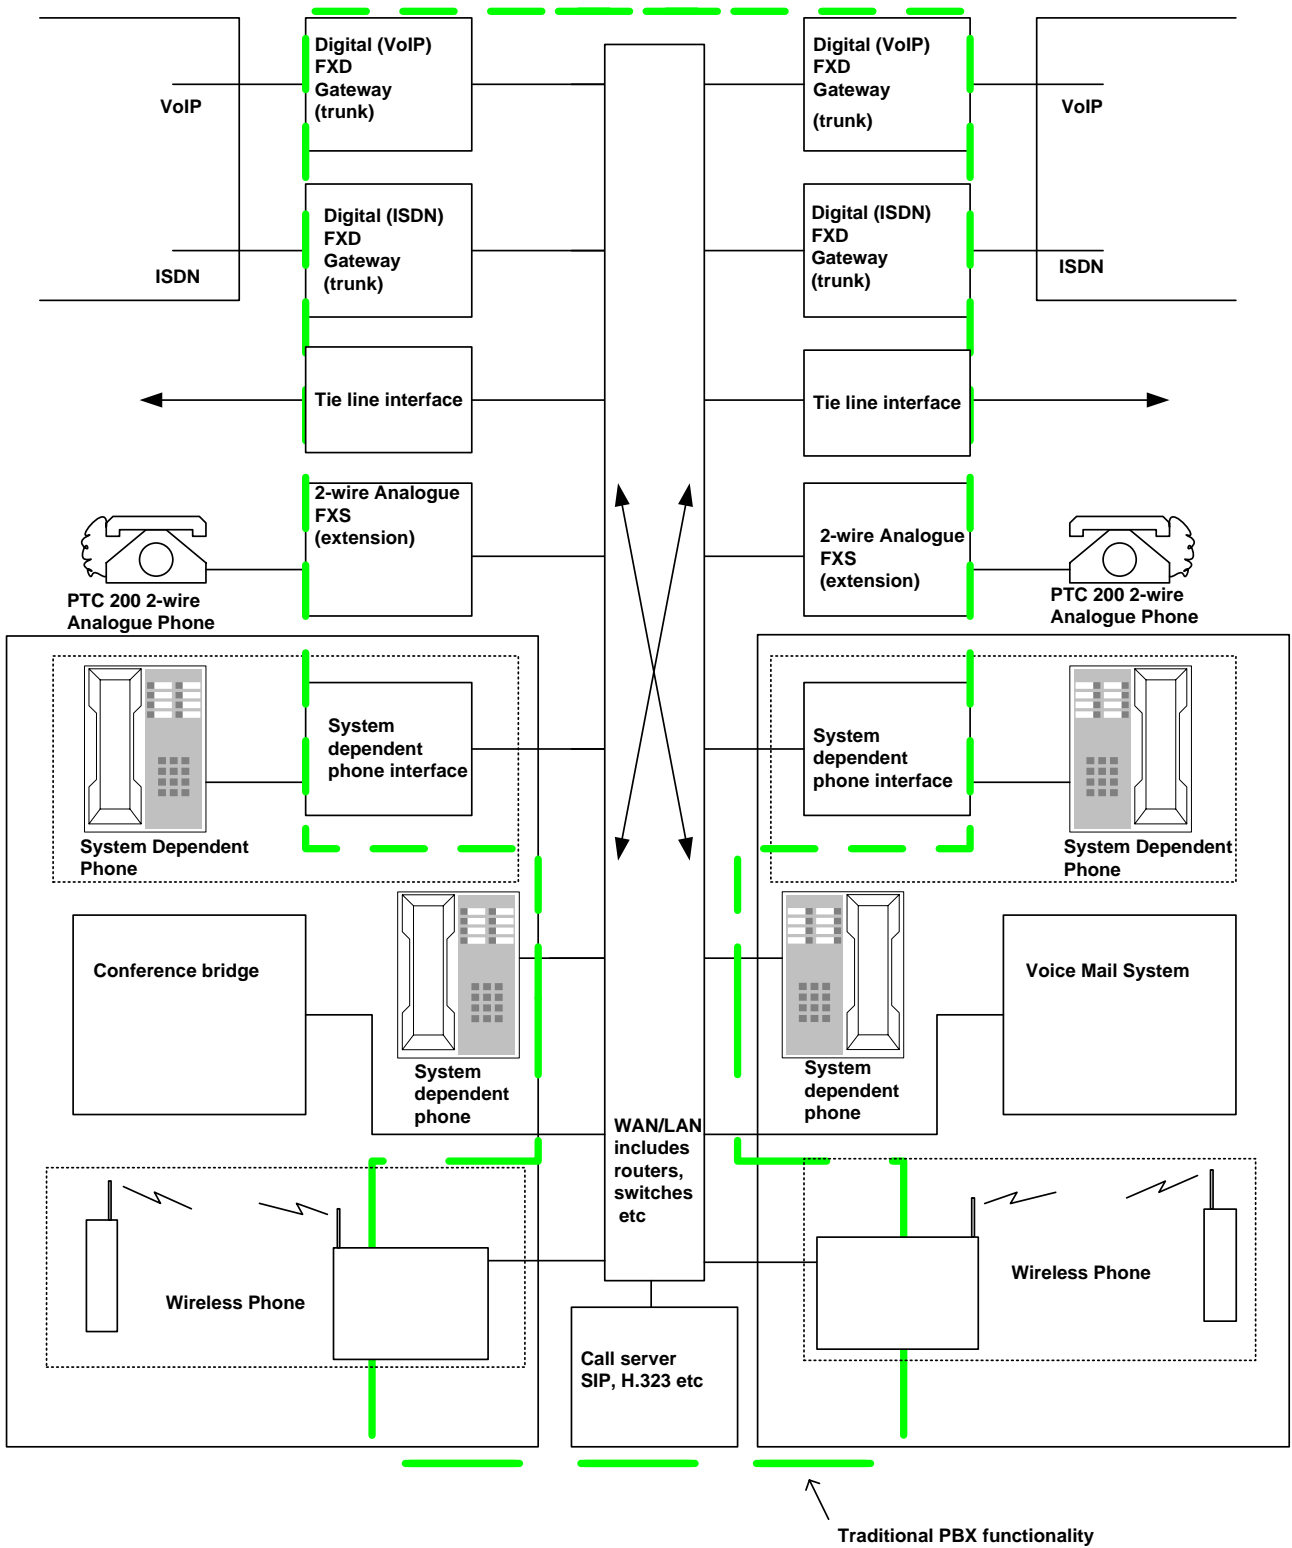 Digital (VoIP)
FXD
Gateway
(trunk)
Digital (VoIP)
FXD
Gateway
(trunk)
VoIP
VoIP
Digital (ISDN)
FXD
Gateway
(trunk)
Digital (ISDN)
FXD
Gateway
(trunk)
ISDN
ISDN
Tie line interface
Tie line interface
2-wire Analogue
FXS
(extension)
2-wire Analogue
FXS
(extension)
PTC 200 2-wire
Analogue Phone
PTC 200 2-wire
Analogue Phone
System
dependent
phone interface
System
dependent
phone interface
System Dependent
Phone
System Dependent
Phone
Conference bridge
Voice Mail System
System
dependent
phone
System
dependent
phone
WAN/LAN
includes
routers,
switches
etc
Wireless Phone
Wireless Phone
Call server
SIP, H.323 etc
Traditional PBX functionality